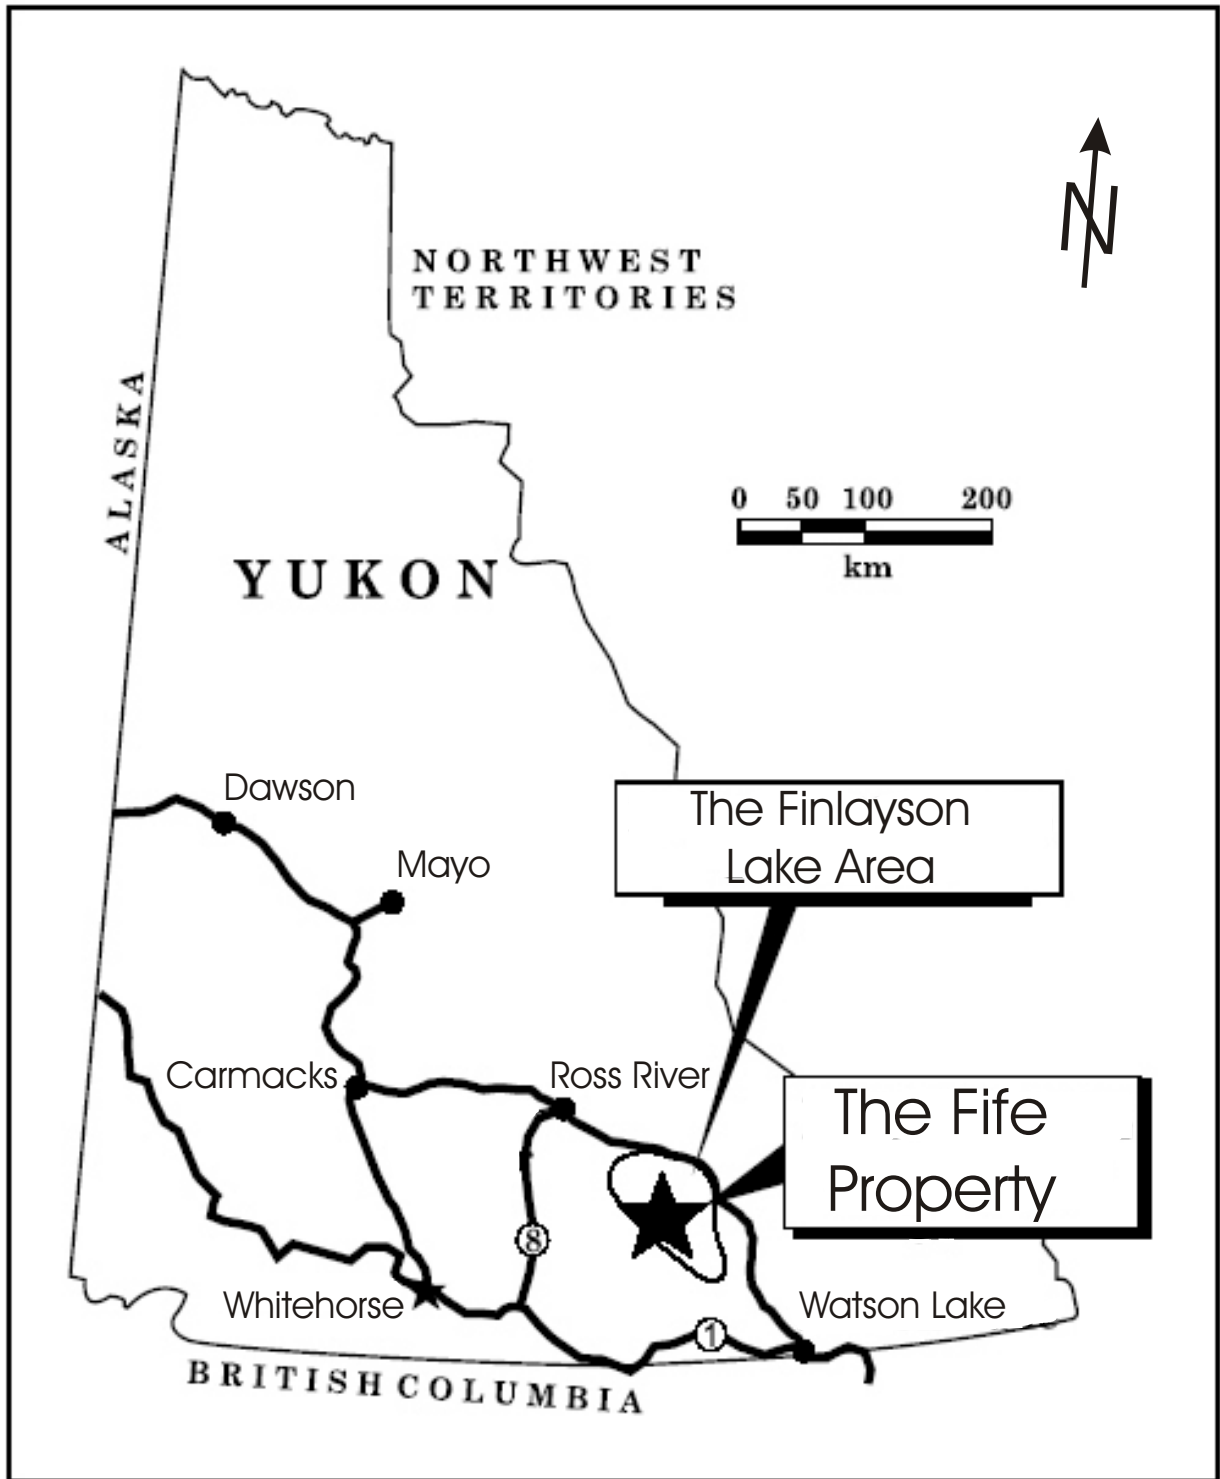 N
NORTHWEST
TERRITORIES
ALASKA
0 50 100 200
km
YUKON
Dawson
The Finlayson
Lake Area
Mayo
Carmacks
Ross River
The Fife
Property
8
Whitehorse
1
Watson Lake
BRITISH COLUMBIA